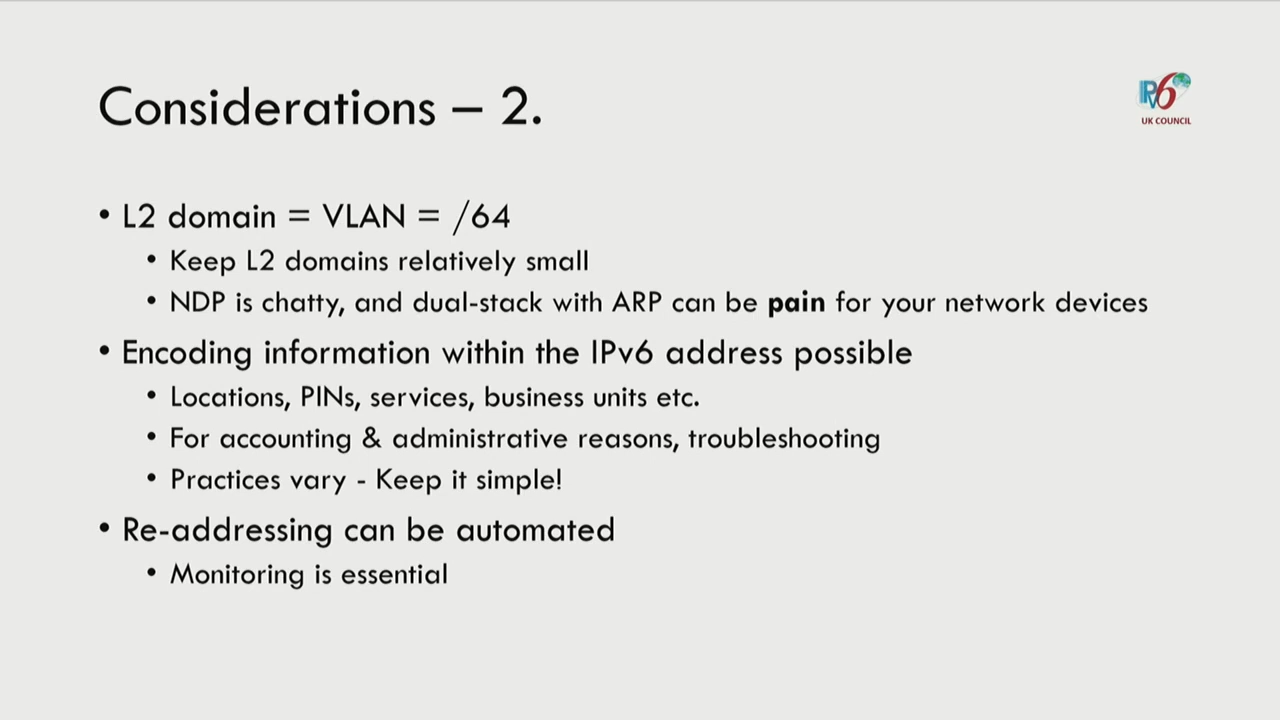 Considerations – 2.
IPv6
UK COUNCIL
• L2 domain = VLAN = /64
• Keep L2 domains relatively small
• NDP is chatty, and dual-stack with ARP can be pain for your network devices
• Encoding information within the IPv6 address possible
• Locations, PINs, services, business units etc.
• For accounting & administrative reasons, troubleshooting
• Practices vary - Keep it simple!
• Re-addressing can be automated
• Monitoring is essential